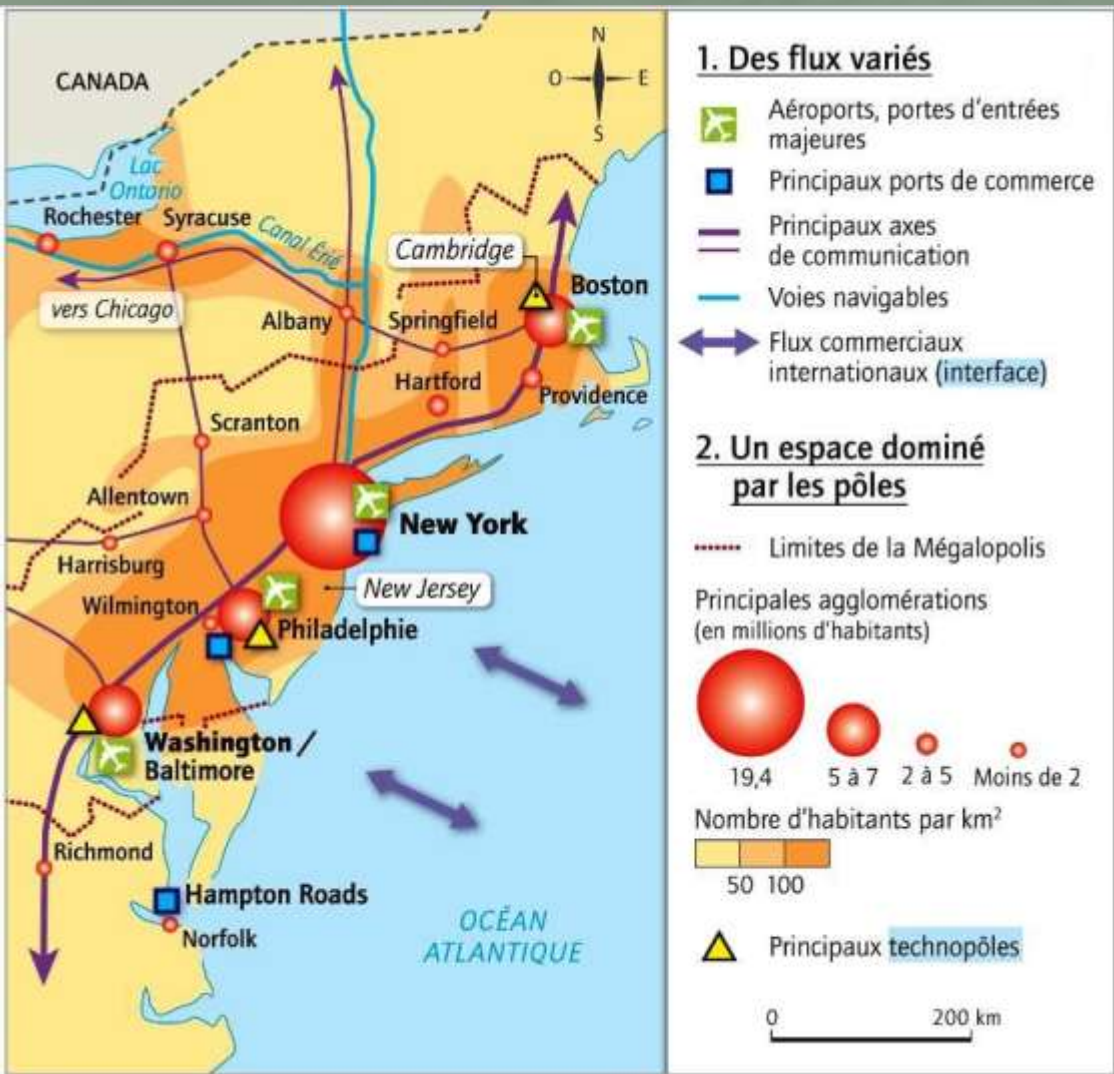 N
O
E
S
CANADA
Lac
Ontario
Rochester
Syracuse
Canal Érié
Cambridge
Boston
vers Chicago
Albany
Springfield
Hartford
Providence
Scranton
Allentown
New York
Harrisburg
New Jersey
Wilmington
Philadelphie
Washington /
Baltimore
Richmond
Hampton Roads
Norfolk
OCÉAN
ATLANTIQUE
1. Des flux variés
Aéroports, portes d'entrées
majeures
Principaux ports de commerce
Principaux axes
de communication
Voies navigables
Flux commerciaux
internationaux (interface)
2. Un espace dominé
par les pôles
Limites de la Mégalopolis
Principales agglomérations
(en millions d'habitants)
19,4
5 à 7
2 à 5
Moins de 2
Nombre d'habitants par km²
50 100
Principaux technopôles
0
200 km